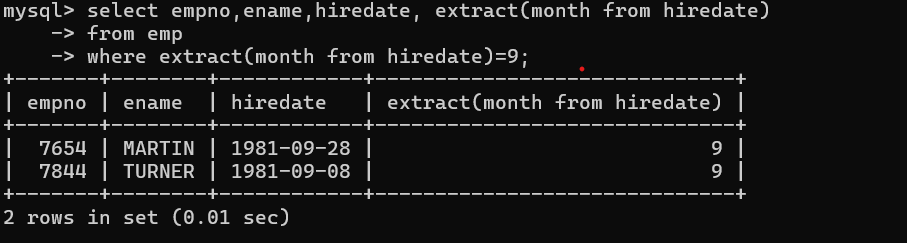 mysql> select empno,ename,hiredate, extract(month from hiredate)
    -> from emp
    -> where extract(month from hiredate)=9;
+-------+--------+------------+------------------------------+
| empno | ename  | hiredate   | extract(month from hiredate) |
+-------+--------+------------+------------------------------+
|  7654 | MARTIN | 1981-09-28 |                            9 |
|  7844 | TURNER | 1981-09-08 |                            9 |
+-------+--------+------------+------------------------------+
2 rows in set (0.01 sec)